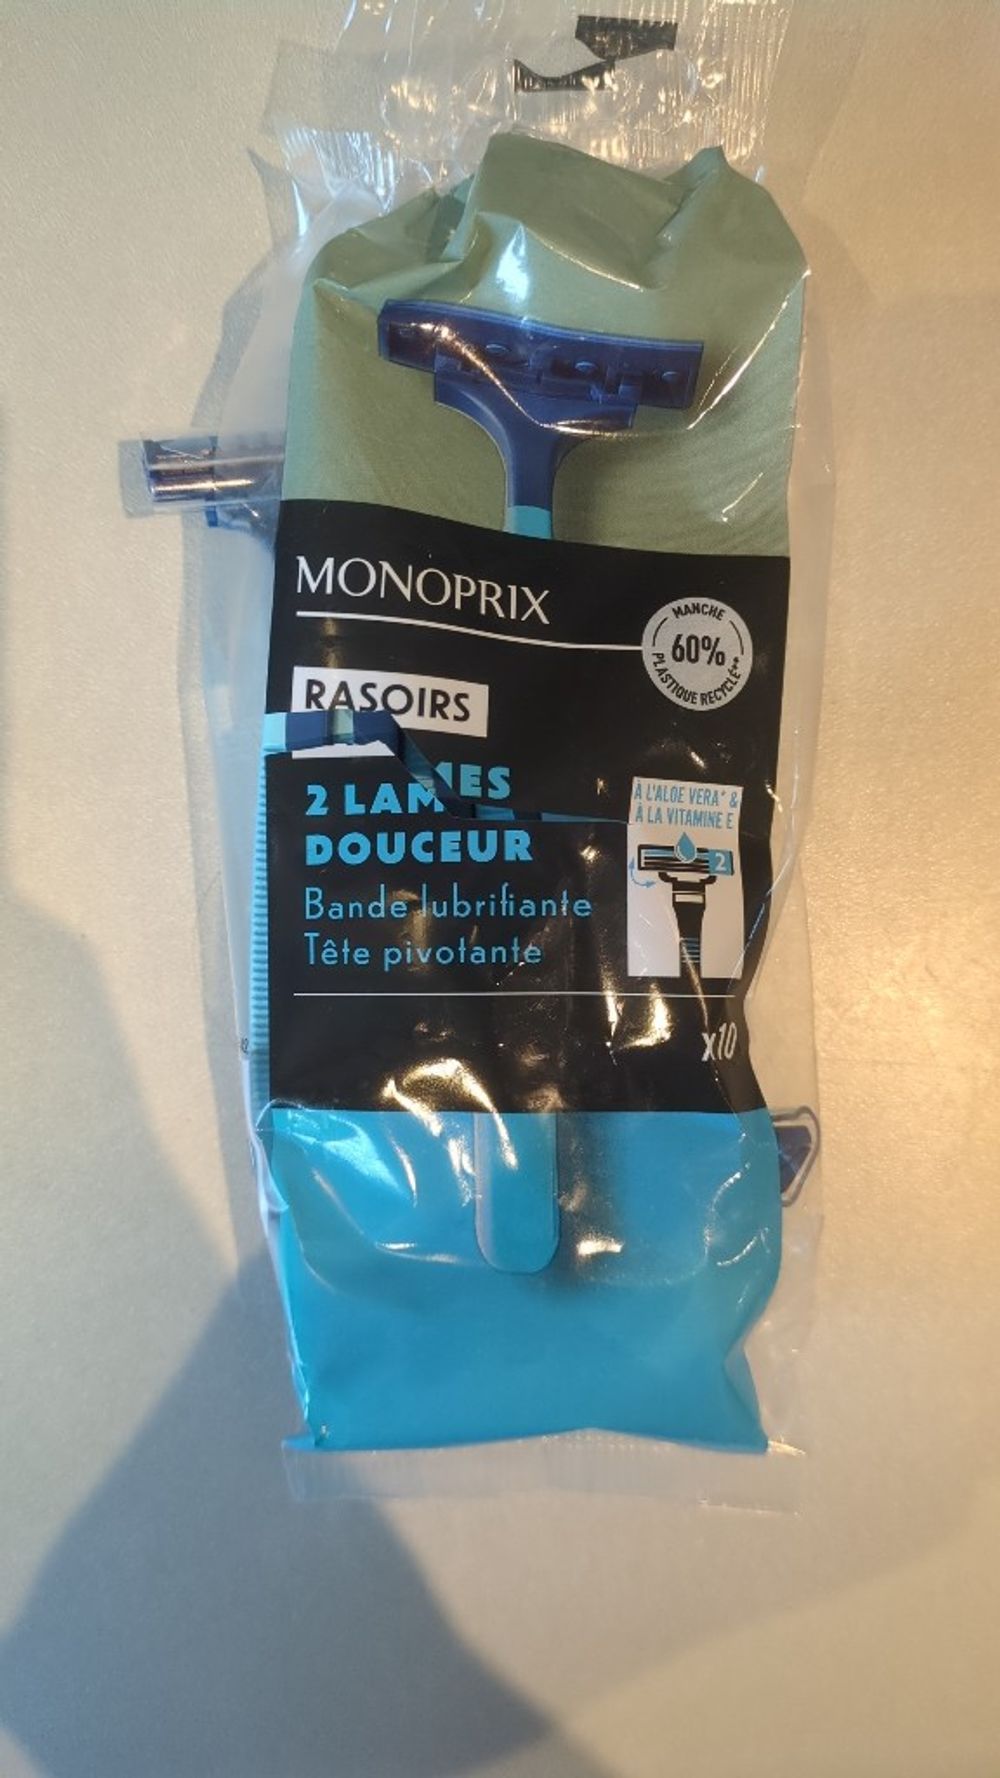 MONOPRIX
MANCHE
60%
PLASTIQUE RECYCLÉ**
RASOIRS
2 LAMES
DOUCEUR
Bande lubrifiante
Tête pivotante
À L'ALOE VERA* &
À LA VITAMINE E
2
x10